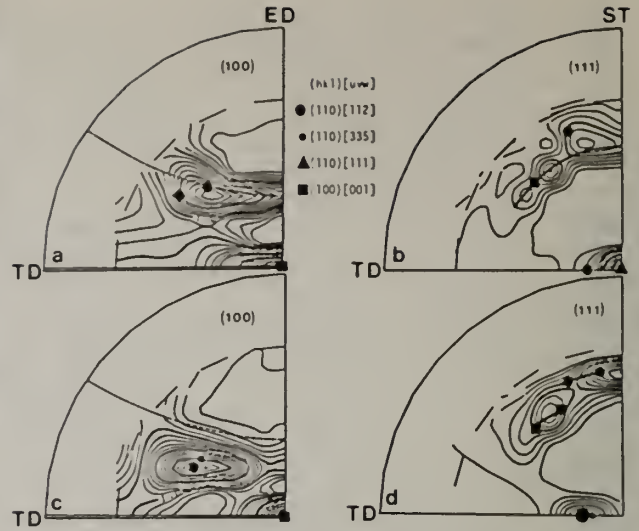 ED
ST
(100)
(111)
(hkl)[uvw]
(110)[112]
(110)[335]
(110)[111]
(100)[001]
a
b
TD
TD
(100)
(111)
c
d
TD
TD